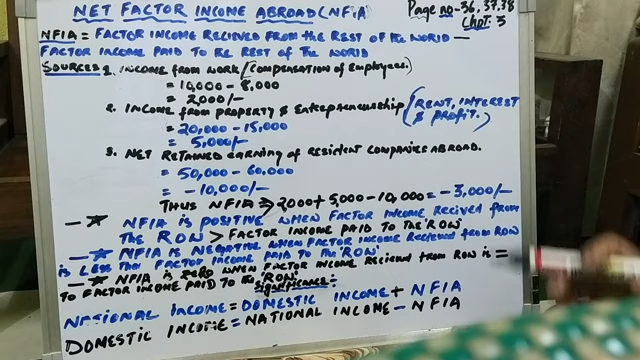 NET FACTOR INCOME ABROAD (NFIA
Page no-36, 37.38
Chpt. 3
NFIA = FACTOR INCOME RECIEVED FROM THE REST OF the WORLD —
FACTOR INCOME PAID TO the REST OF the WORLD
SOURCES 1. INCOME FROM WORK [COMPENSATION OF Employees.)
= 10,000 - 8,000
= 2,000/-
2. INCOME FROM PROPERTY & Entrepreneurship (RENT, INTEREST & PROFIT.)
= 20,000 - 15,000
= 5,000/-
3. NET RETAINED EARNING OF RESIDENT COMPANIES ABROAD.
= 50,000 - 60,000
= - 10,000/-
THUS NFIA ⇒ 2000 + 5,000 - 10,000 = - 3,000/-
—★ NFIA IS POSITIVE WHEN FACTOR INCOME RECIVED FROM
THE ROW > FACTOR INCOME PAID TO the 'ROW'
—★ NFIA IS NEGATIVE WHEN FACTOR INCOME RECIEVED FROM ROW
IS LESS THAN FACTOR INCOME PAID TO the 'ROW'
—★ NFIA IS ZERO WHEN FACTOR INCOME RECIEVED FROM ROW IS =
TO FACTOR INCOME PAID TO the 'ROW'
Significance:
NATIONAL INCOME = DOMESTIC INCOME + NFIA
DOMESTIC INCOME = NATIONAL INCOME - NFIA